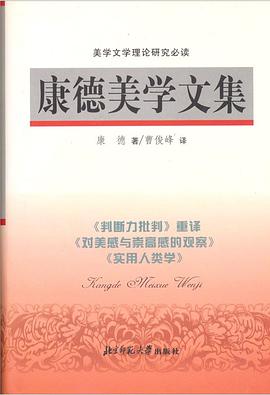 美学文学理论研究必读
康德美学文集
康 德 著/曹俊峰 译
《判断力批判》重译
《对美感与崇高感的观察》
《实用人类学》
Kangde Meixue Wenji
北京师范大学出版社